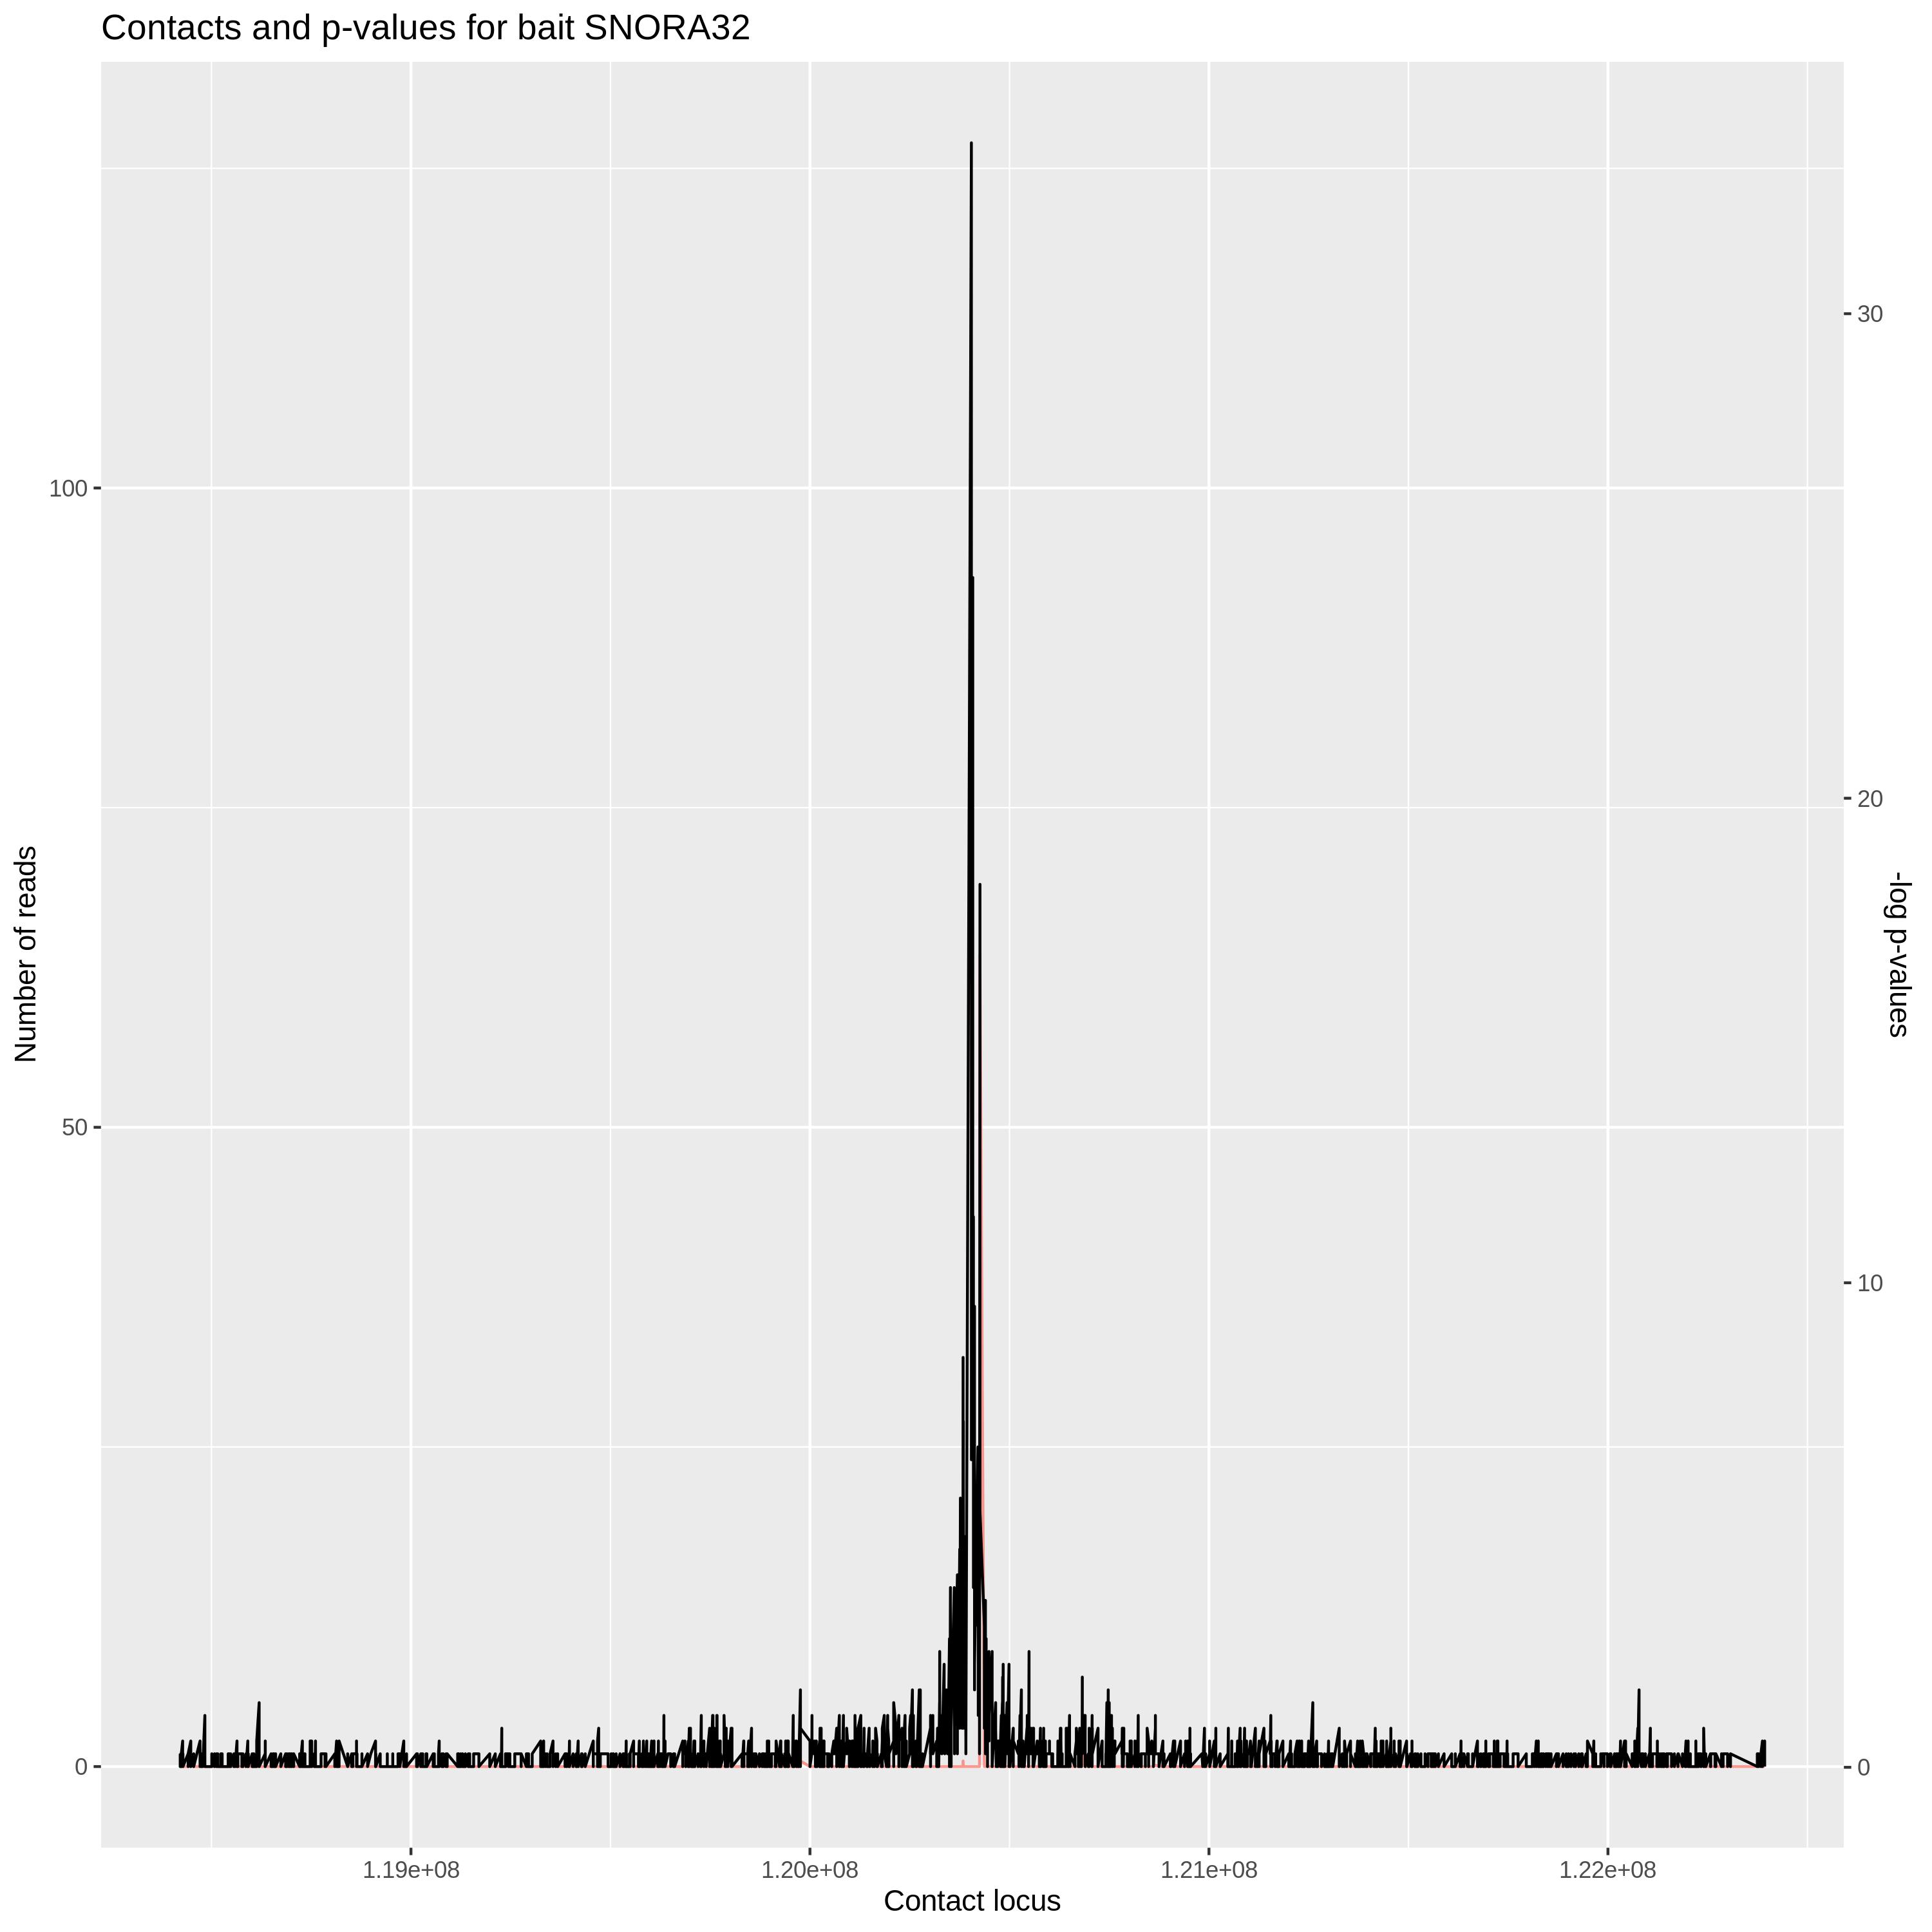 Contacts and p-values for bait SNORA32
100
50
0
Number of reads
30
20
10
0
-log p-values
1.19e+08
1.20e+08
1.21e+08
1.22e+08
Contact locus